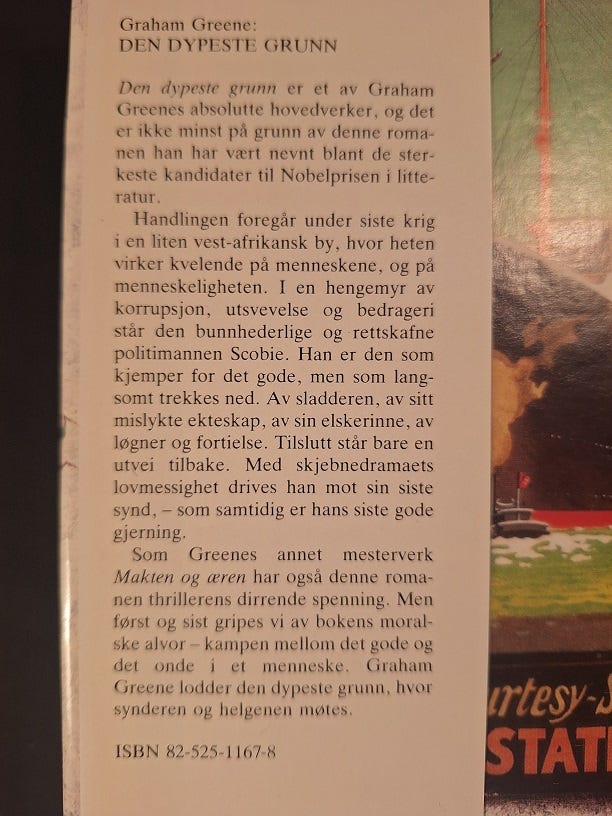 Graham Greene:
DEN DYPESTE GRUNN
Den dypeste grunn er et av Graham
Greenes absolutte hovedverker, og det
er ikke minst på grunn av denne roma-
nen han har vært nevnt blant de ster-
keste kandidater til Nobelprisen i litte-
ratur.
Handlingen foregår under siste krig
i en liten vest-afrikansk by, hvor heten
virker kvelende på menneskene, og på
menneskeligheten. I en hengemyr av
korrupsjon, utsvevelse og bedrageri
står den bunnhederlige og rettskafne
politimannen Scobie. Han er den som
kjemper for det gode, men som lang-
somt trekkes ned. Av sladderen, av sitt
mislykte ekteskap, av sin elskerinne, av
løgner og fortielse. Tilslutt står bare en
utvei tilbake. Med skjebnedramaets
lovmessighet drives han mot sin siste
synd, – som samtidig er hans siste gode
gjerning.
Som Greenes annet mesterverk
Makten og æren har også denne roma-
nen thrillerens dirrende spenning. Men
først og sist gripes vi av bokens moral-
ske alvor – kampen mellom det gode og
det onde i et menneske. Graham
Greene lodder den dypeste grunn, hvor
synderen og helgenen møtes.
ISBN 82-525-1167-8